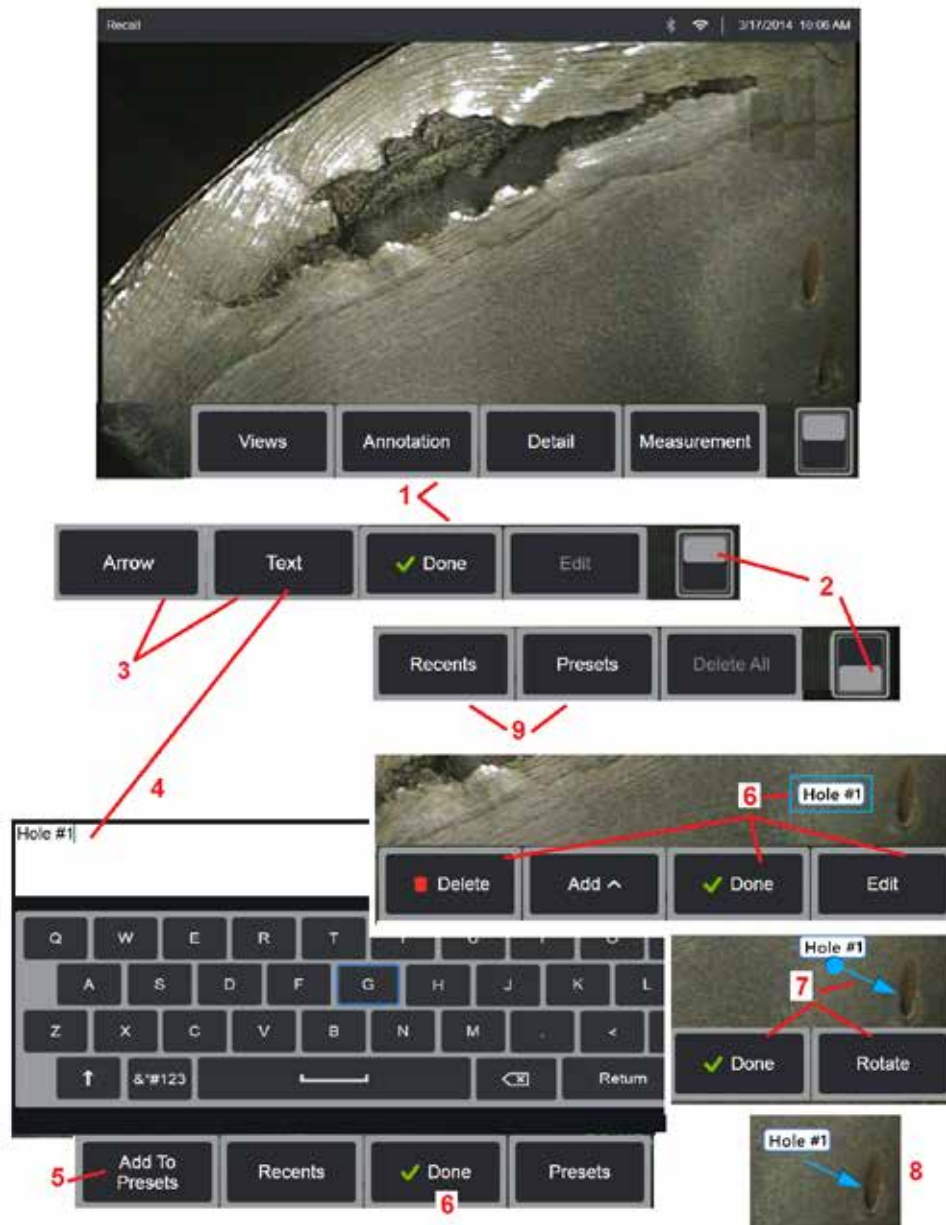 Recall 3/17/2014 10:06 AM
Views Annotation Detail Measurement
1
Arrow Text Done Edit
2
3
Recents Presets Delete All
9
4
6 Hole #1
Hole #1
Delete Add Done Edit
Q W E R T
A S D F G H J K L
Z X C V B N M . <
&*#123 Return
Hole #1
7
Done Rotate
5 Add To
Presets
Recents Done Presets
6
Hole #1
8